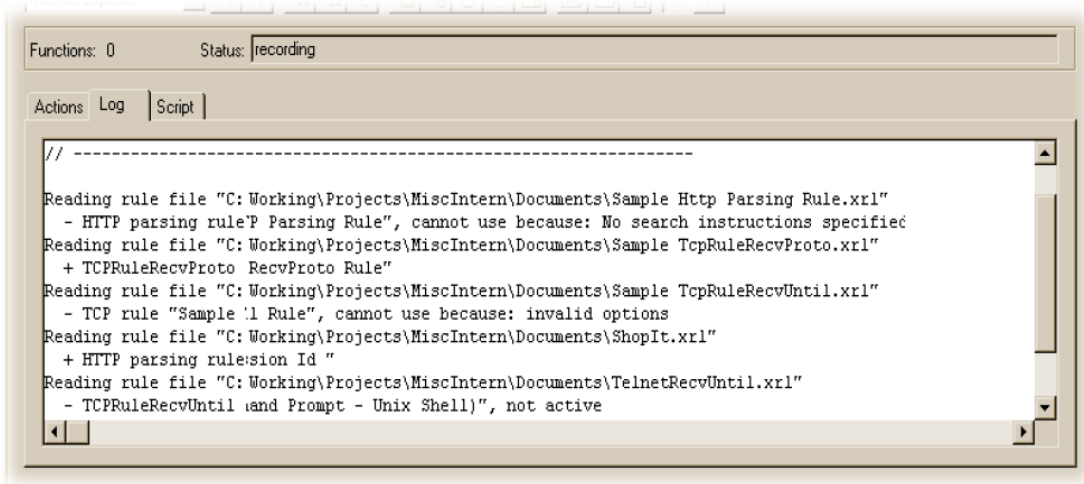 Functions: 0 Status: recording
Actions Log Script
// -----------------------------------------------------------------
Reading rule file "C: Working\Projects\MiscIntern\Documents\Sample Http Parsing Rule.xrl"
- HTTP parsing rule P Parsing Rule", cannot use because: No search instructions specified
Reading rule file "C: Working\Projects\MiscIntern\Documents\Sample TcpRuleRecvProto.xrl"
+ TCPRuleRecvProto RecvProto Rule"
Reading rule file "C: Working\Projects\MiscIntern\Documents\Sample TcpRuleRecvUntil.xrl"
- TCP rule "Sample l Rule", cannot use because: invalid options
Reading rule file "C: Working\Projects\MiscIntern\Documents\ShopIt.xrl"
+ HTTP parsing rule sion Id "
Reading rule file "C: Working\Projects\MiscIntern\Documents\TelnetRecvUntil.xrl"
- TCPRuleRecvUntil and Prompt - Unix Shell)", not active